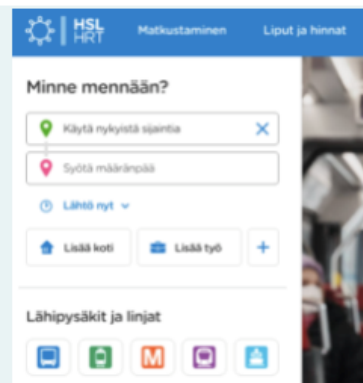 HSL
HRT
Matkustaminen Liput ja hinnat
Minne mennään?
Käytä nykyistä sijaintia
Syötä määränpää
Lähtö nyt
Lisää koti Lisää työ
Lähipysäkit ja linjat
M